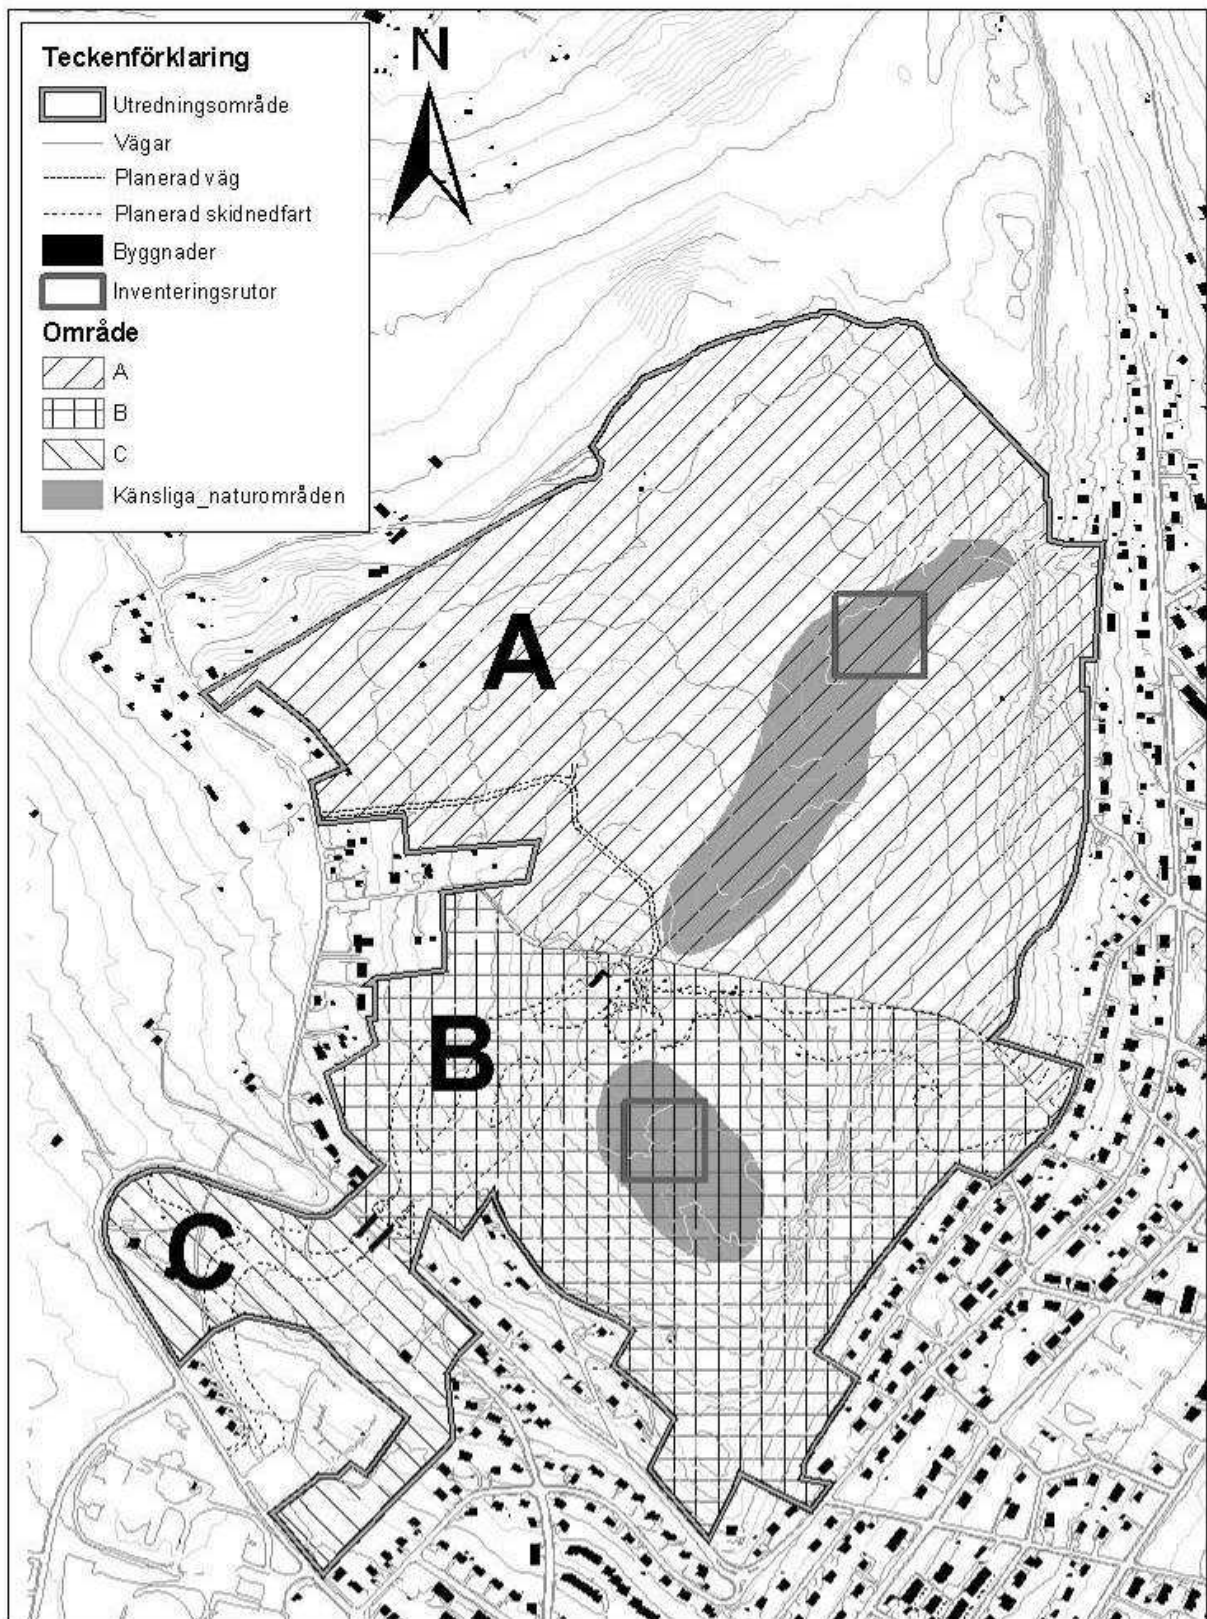 Teckenförklaring
Utredningsområde
Vägar
Planerad väg
Planerad skidnedfart
Byggnader
Inventeringsrutor
Område
A
B
C
Känsliga_naturområden
N
A
B
C